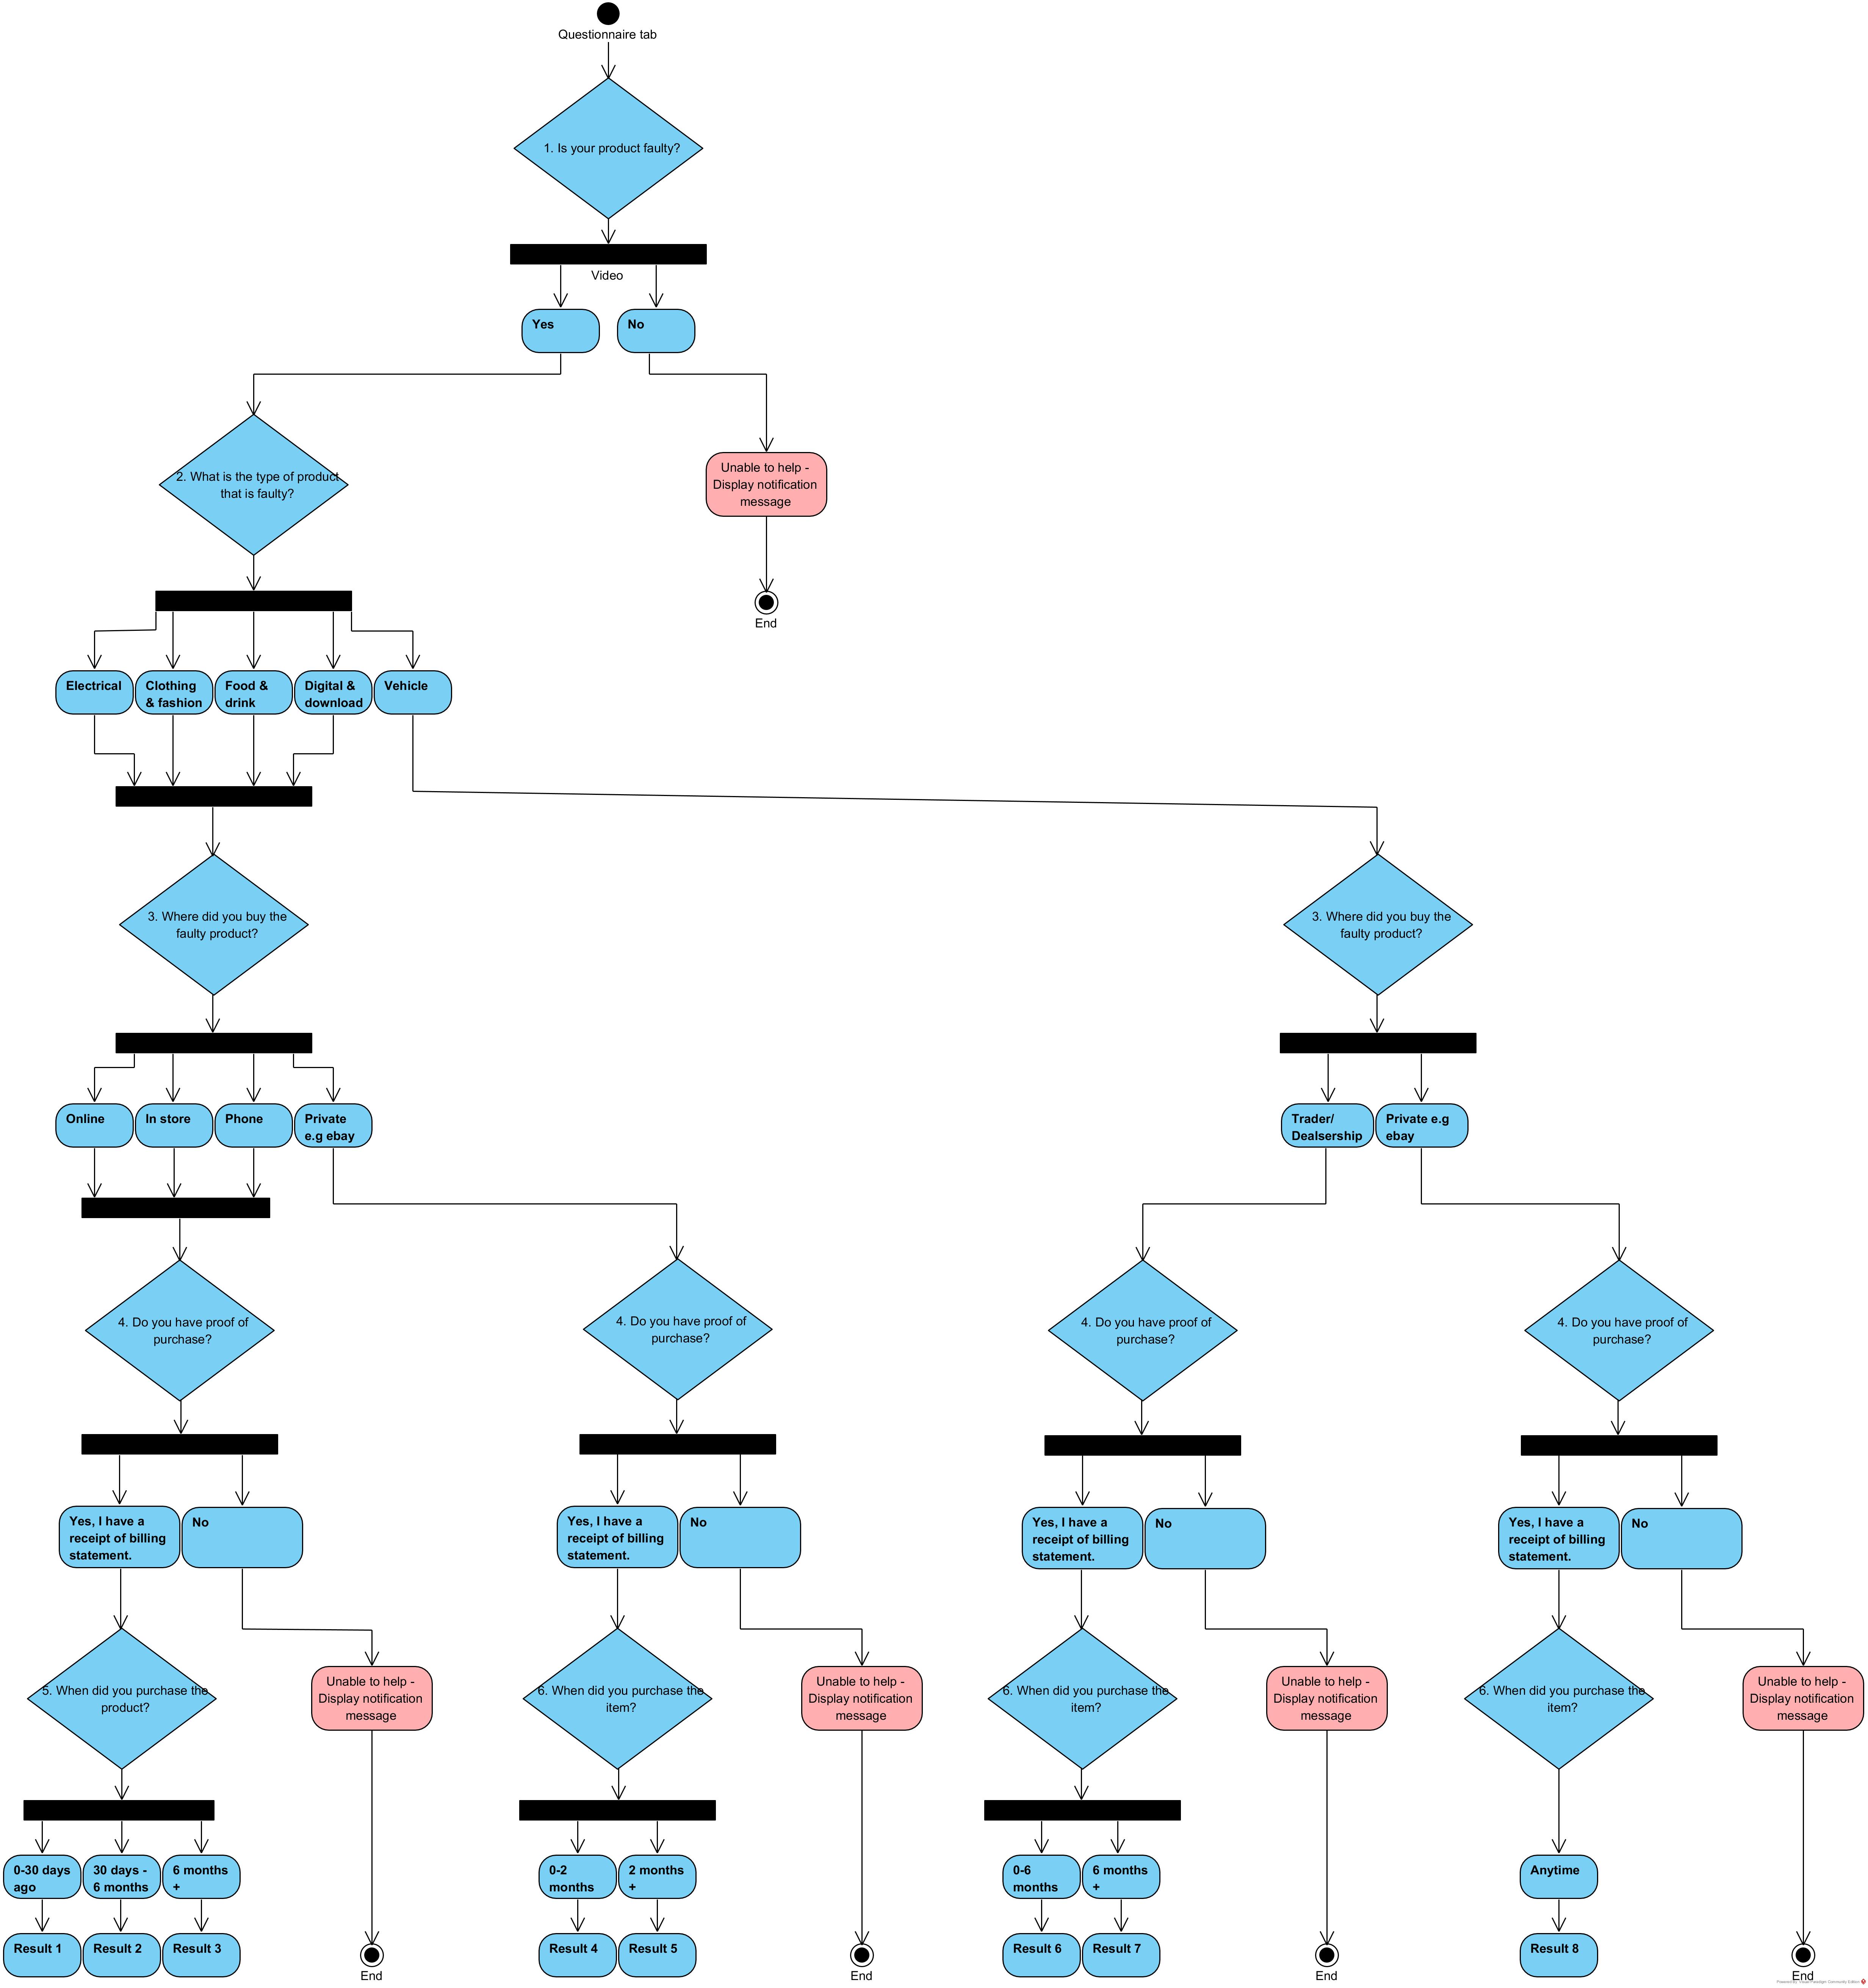 Questionnaire tab
1. Is your product faulty?
Video
Yes
No
2. What is the type of product
that is faulty?
Unable to help -
Display notification
message
End
Electrical
Clothing
& fashion
Food &
drink
Digital &
download
Vehicle
3. Where did you buy the
faulty product?
3. Where did you buy the
faulty product?
Online
In store
Phone
Private
e.g ebay
Trader/
Dealsership
Private e.g
ebay
4. Do you have proof of
purchase?
4. Do you have proof of
purchase?
4. Do you have proof of
purchase?
4. Do you have proof of
purchase?
Yes, I have a
receipt of billing
statement.
No
Yes, I have a
receipt of billing
statement.
No
Yes, I have a
receipt of billing
statement.
No
Yes, I have a
receipt of billing
statement.
No
5. When did you purchase the
product?
Unable to help -
Display notification
message
6. When did you purchase the
item?
Unable to help -
Display notification
message
6. When did you purchase the
item?
Unable to help -
Display notification
message
6. When did you purchase the
item?
Unable to help -
Display notification
message
0-30 days
ago
30 days -
6 months
6 months
+
0-2
months
2 months
+
0-6
months
6 months
+
Anytime
Result 1
Result 2
Result 3
End
Result 4
Result 5
End
Result 6
Result 7
End
Result 8
End
Powered By Visual Paradigm Community Edition